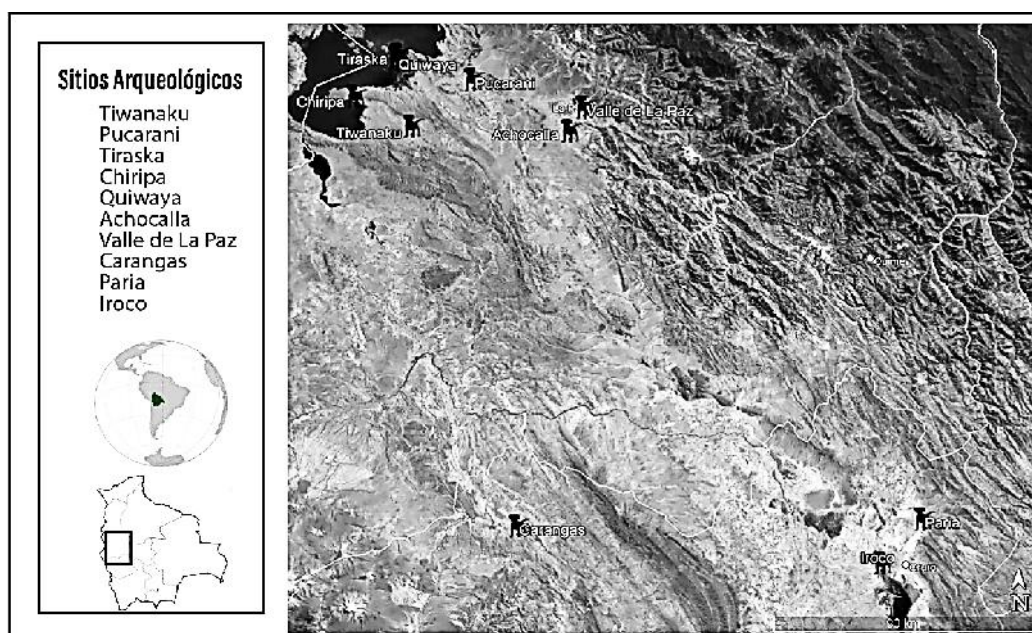 Sitios Arqueológicos
Tiwanaku
Pucarani
Tiraska
Chiripa
Quiwaya
Achocalla
Valle de La Paz
Carangas
Paria
Iroco
Tiraska
Quiwaya
Pucarani
Chiripa
Valle de La Paz
Tiwanaku
Achocalla
Carangas
Paria
Iroco
N